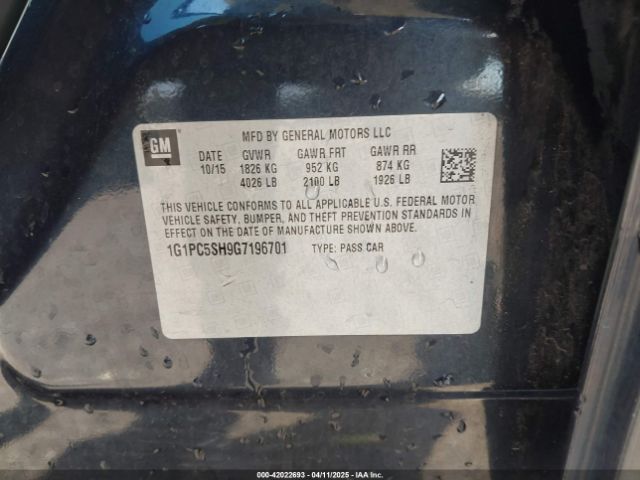 GM
MFD BY GENERAL MOTORS LLC
DATE GVWR GAWR FRT GAWR RR
10/15 1826 KG 952 KG 874 KG
4026 LB 2100 LB 1926 LB
THIS VEHICLE CONFORMS TO ALL APPLICABLE U.S. FEDERAL MOTOR
VEHICLE SAFETY, BUMPER, AND THEFT PREVENTION STANDARDS IN
EFFECT ON THE DATE OF MANUFACTURE SHOWN ABOVE.
1G1PC5SH9G7196701 TYPE: PASS CAR
000-42022693 - 04/11/2025 - IAAI.COM